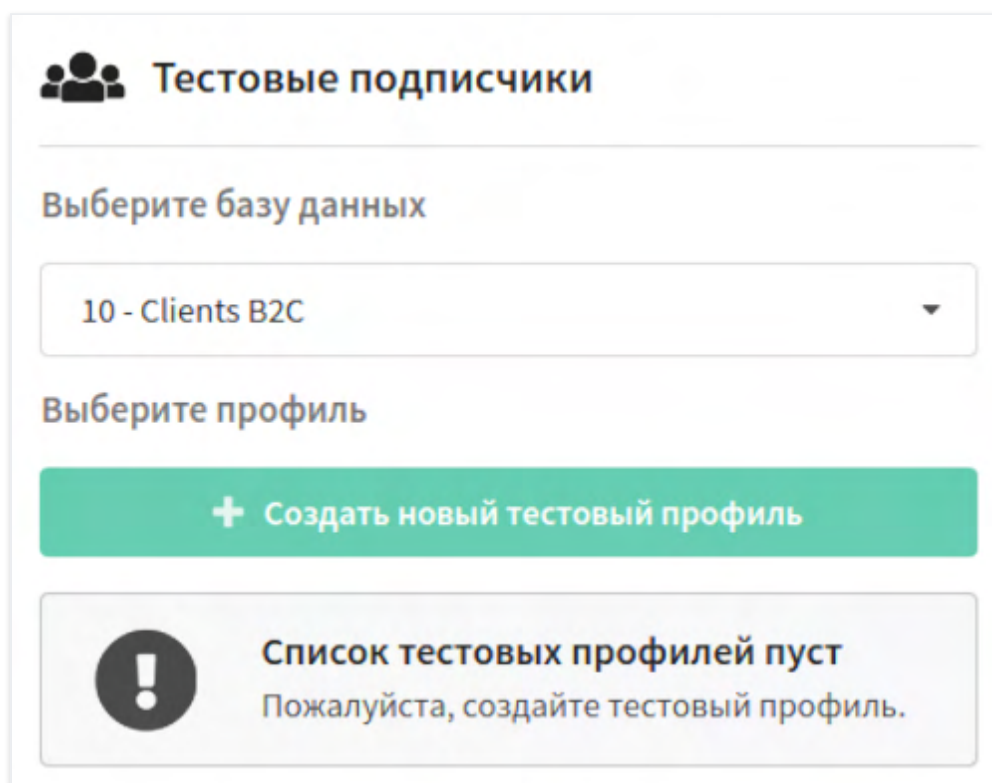 Тестовые подписчики
Выберите базу данных
10 - Clients B2C
Выберите профиль
+ Создать новый тестовый профиль
Список тестовых профилей пуст
Пожалуйста, создайте тестовый профиль.